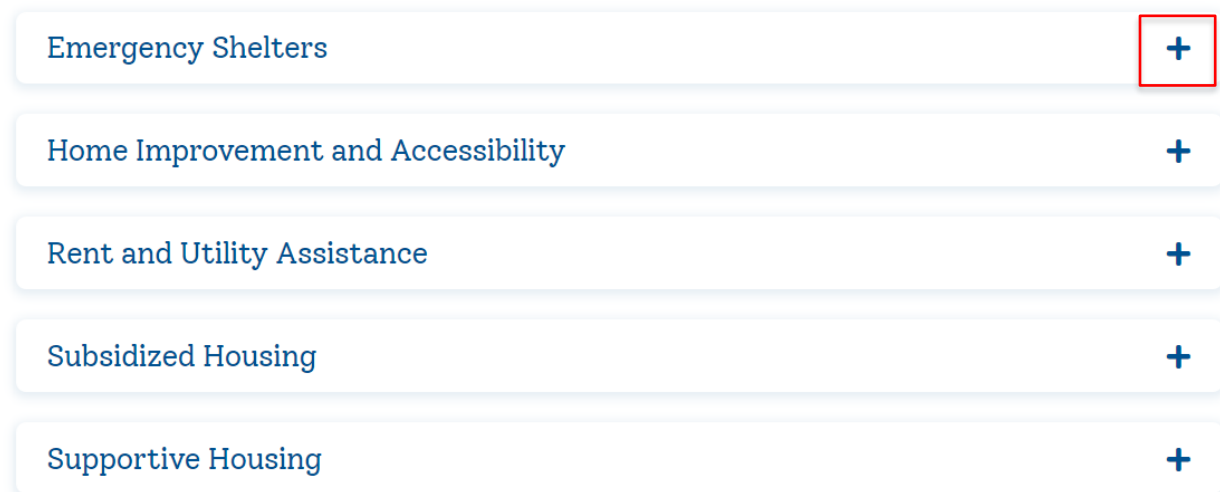 Emergency Shelters
Home Improvement and Accessibility
Rent and Utility Assistance
Subsidized Housing
Supportive Housing